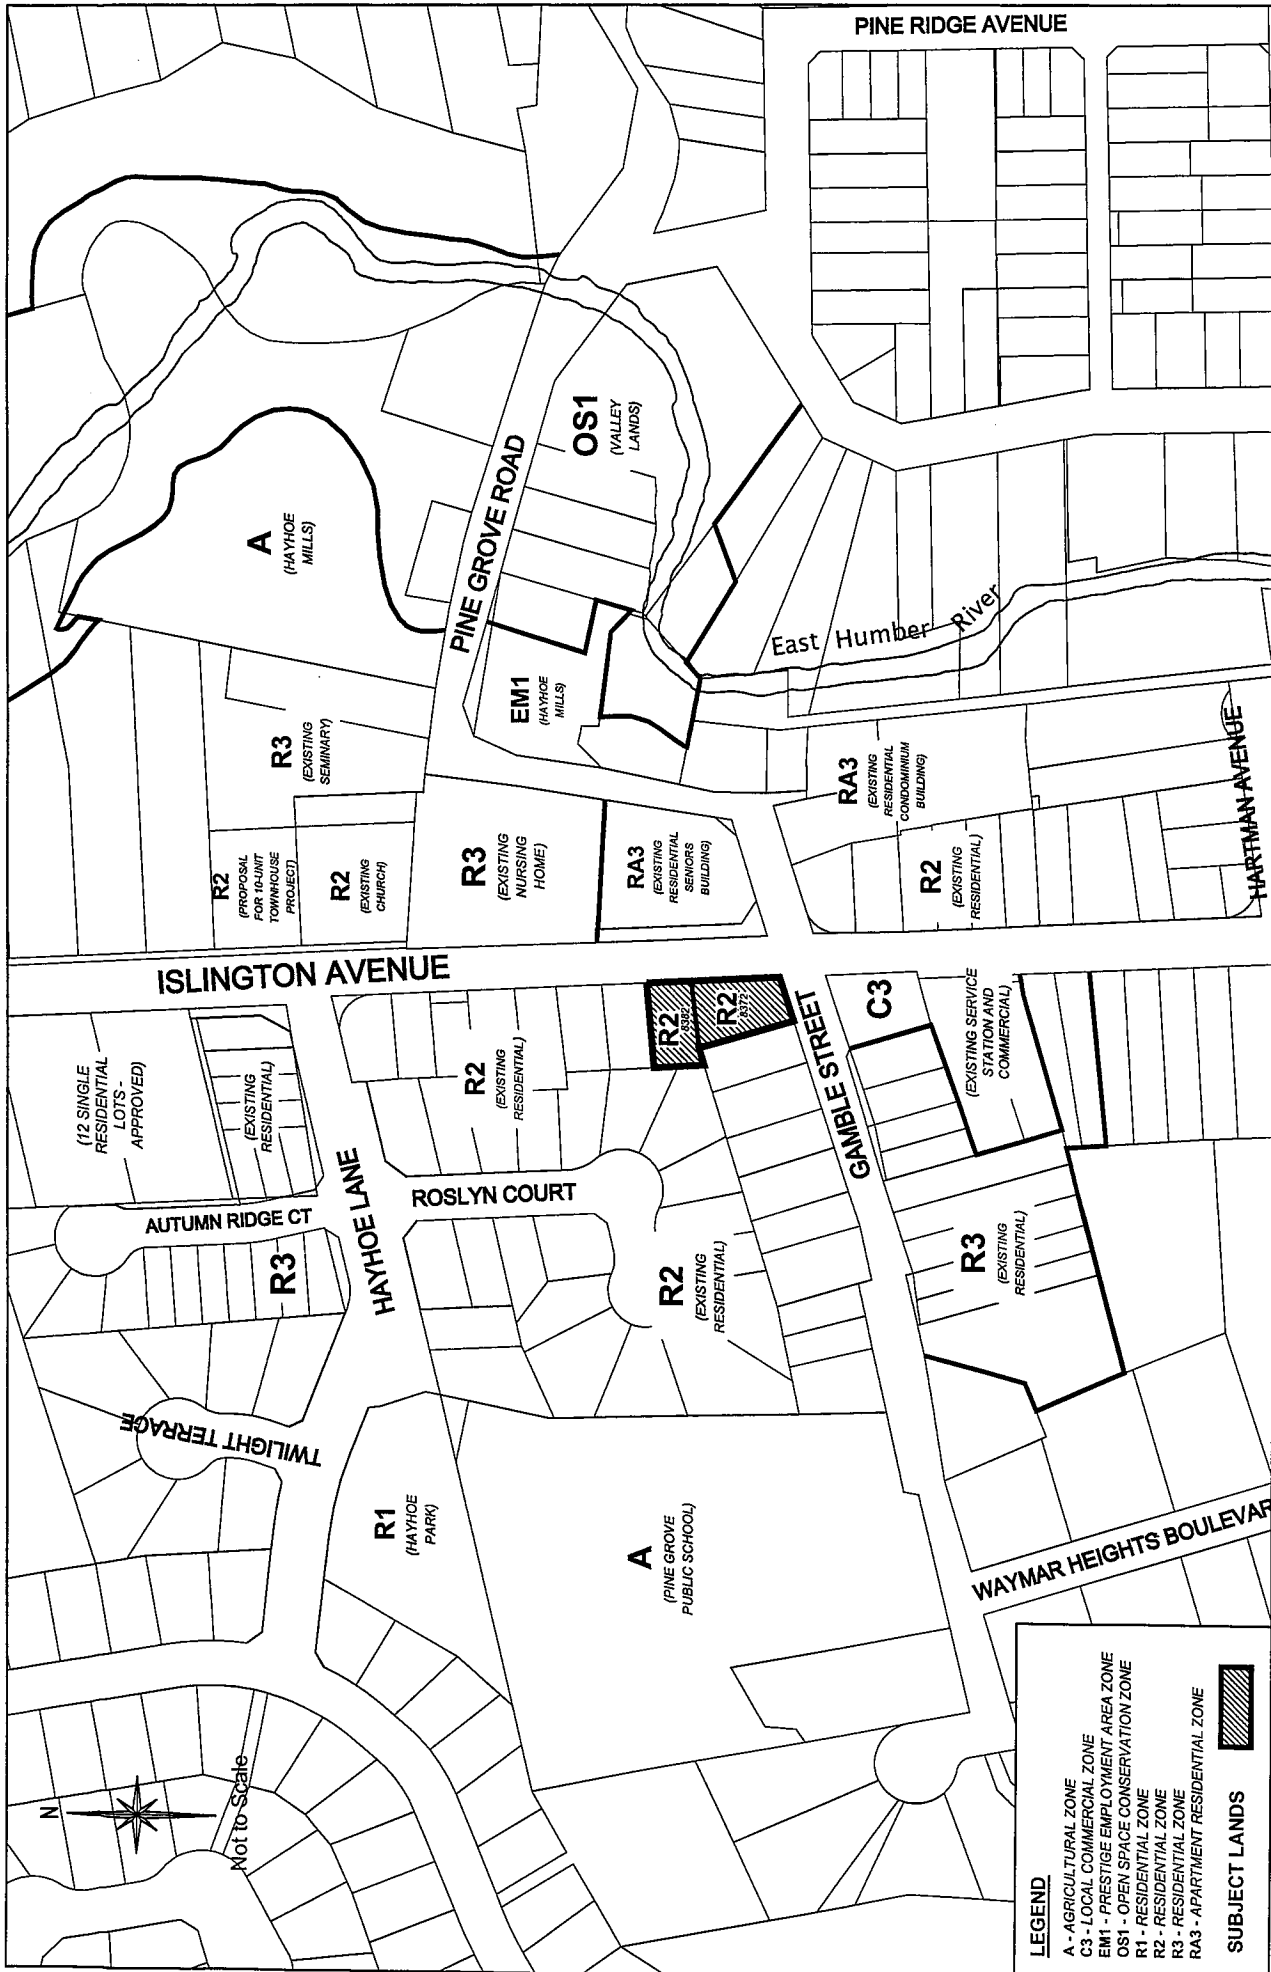 PINE RIDGE AVENUE
N
Not to Scale
(12 SINGLE
RESIDENTIAL
LOTS -
APPROVED)
(EXISTING
RESIDENTIAL)
AUTUMN RIDGE CT
R3
TWILIGHT TERRACE
HAYHOE LANE
ISLINGTON AVENUE
R2
(PROPOSAL
FOR 10-UNIT
TOWNHOUSE
PROJECT)
R2
(EXISTING
CHURCH)
R3
(EXISTING
SEMINARY)
A
(HAYHOE
MILLS)
PINE GROVE ROAD
OS1
(VALLEY
LANDS)
EM1
(HAYHOE
MILLS)
R3
(EXISTING
NURSING
HOME)
RA3
(EXISTING
RESIDENTIAL
SENIORS
BUILDING)
East Humber River
RA3
(EXISTING
RESIDENTIAL
CONDOMINIUM
BUILDING)
R2
(EXISTING
RESIDENTIAL)
HARTMAN AVENUE
R2
(EXISTING
RESIDENTIAL)
ROSLYN COURT
R2
8382
R2
8372
GAMBLE STREET
C3
(EXISTING SERVICE
STATION AND
COMMERCIAL)
R2
(EXISTING
RESIDENTIAL)
R3
(EXISTING
RESIDENTIAL)
R1
(HAYHOE
PARK)
A
(PINE GROVE
PUBLIC SCHOOL)
WAYMAR HEIGHTS BOULEVAR
LEGEND
A - AGRICULTURAL ZONE
C3 - LOCAL COMMERCIAL ZONE
EM1 - PRESTIGE EMPLOYMENT AREA ZONE
OS1 - OPEN SPACE CONSERVATION ZONE
R1 - RESIDENTIAL ZONE
R2 - RESIDENTIAL ZONE
R3 - RESIDENTIAL ZONE
RA3 - APARTMENT RESIDENTIAL ZONE
SUBJECT LANDS